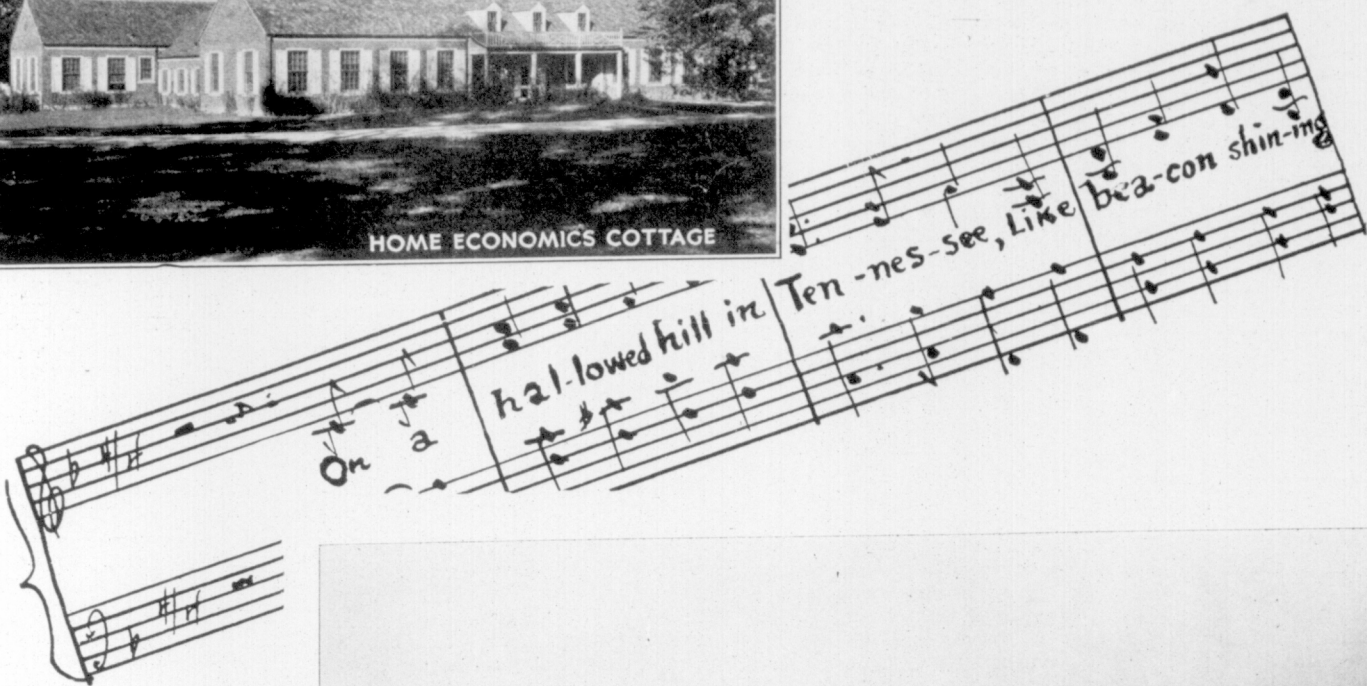 HOME ECONOMICS COTTAGE
On a hal-lowed hill in Ten-nes-see, Like bea-con shin-ing